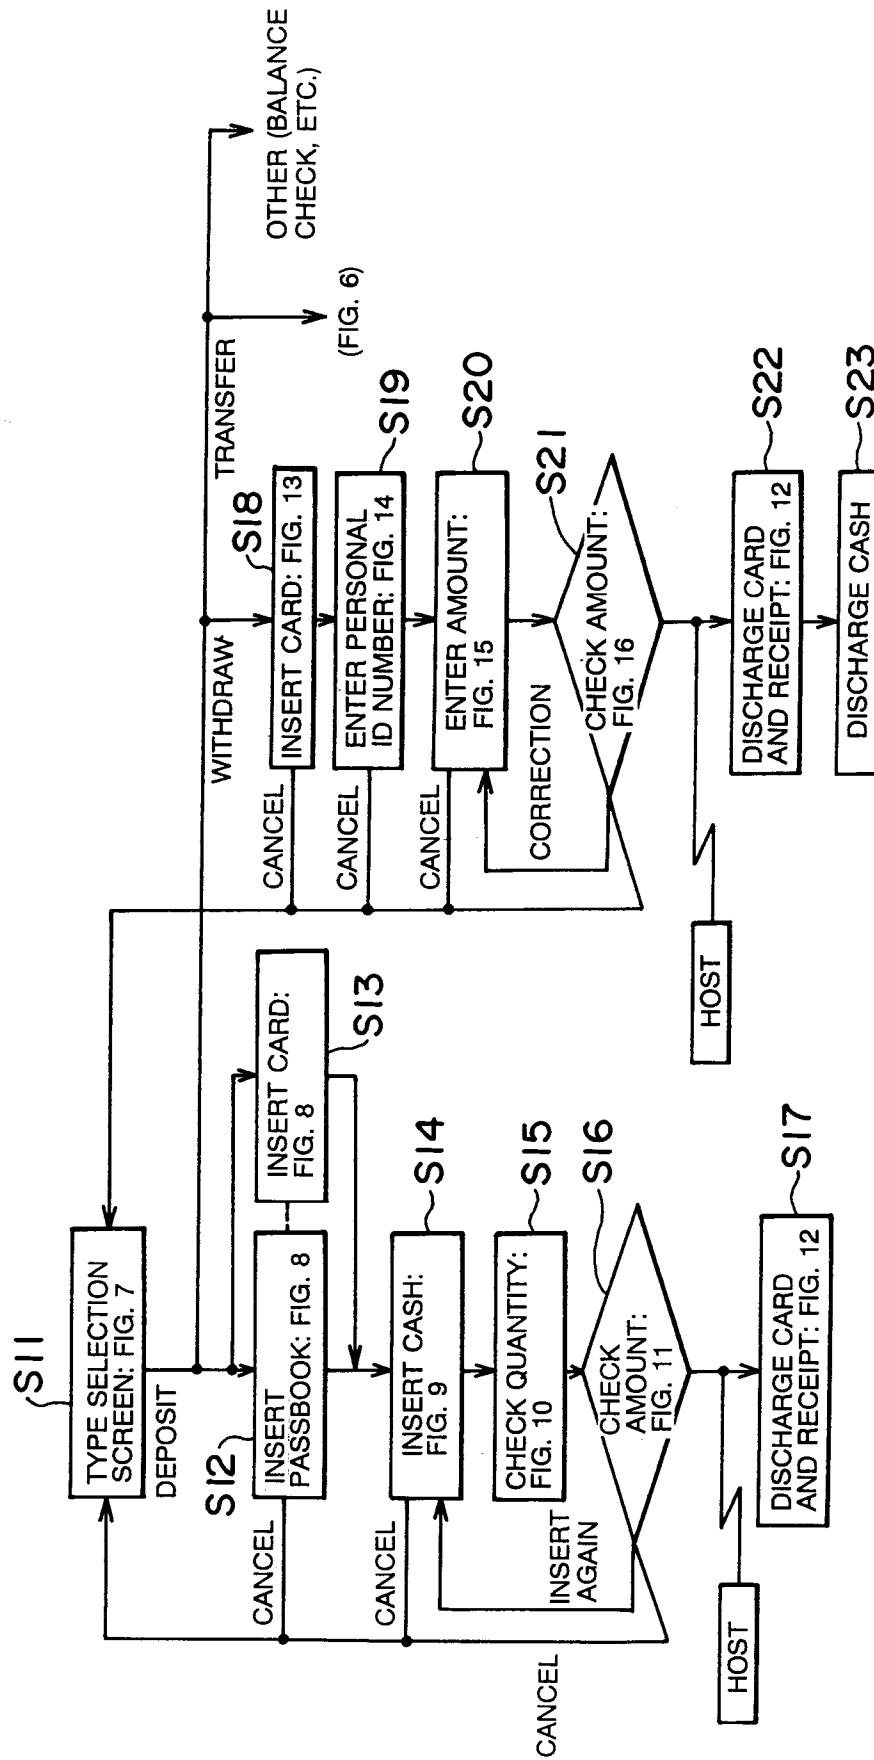 S11
TYPE SELECTION
SCREEN: FIG. 7
DEPOSIT
WITHDRAW
TRANSFER
(FIG. 6)
OTHER (BALANCE
CHECK, ETC.)
S12
INSERT
PASSBOOK: FIG. 8
CANCEL
INSERT CARD:
FIG. 8
S13
INSERT CASH:
FIG. 9
S14
CANCEL
CHECK QUANTITY:
FIG. 10
S15
INSERT
AGAIN
CHECK
AMOUNT:
FIG. 11
S16
CANCEL
HOST
DISCHARGE CARD
AND RECEIPT: FIG. 12
S17
S18
INSERT CARD: FIG. 13
CANCEL
ENTER PERSONAL
ID NUMBER: FIG. 14
S19
CANCEL
ENTER AMOUNT:
FIG. 15
S20
CANCEL
CORRECTION
CHECK AMOUNT:
FIG. 16
S21
HOST
DISCHARGE CARD
AND RECEIPT: FIG. 12
S22
DISCHARGE CASH
S23